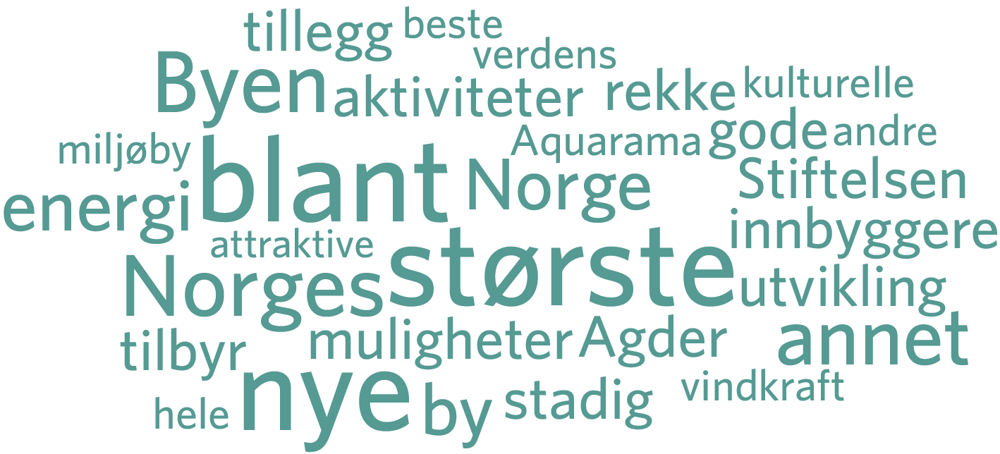 tillegg beste
verdens
Byen aktiviteter rekke kulturelle
miljøby blant Aquarama gode andre
energi Norge Stiftelsen
attraktive største innbyggere
Norges utvikling
tilbyr muligheter Agder annet
hele nye by stadig vindkraft